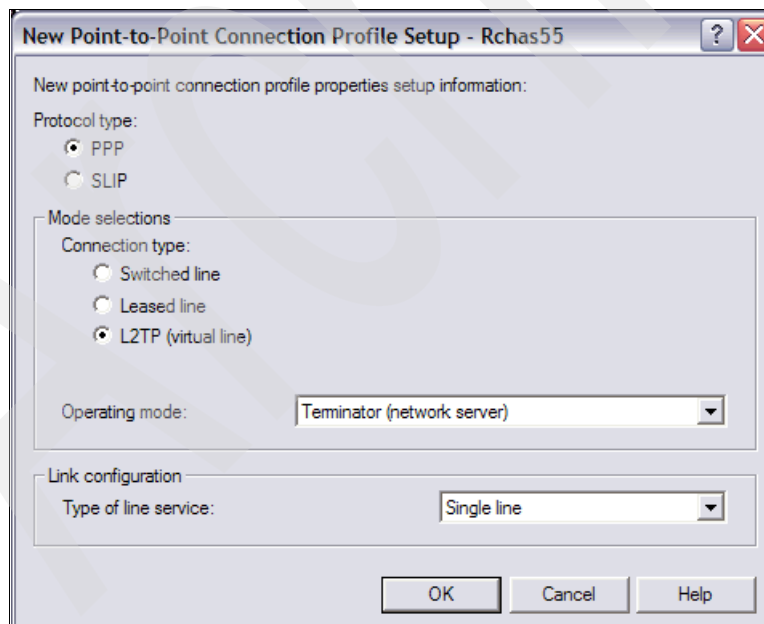 New Point-to-Point Connection Profile Setup - Rchas55
New point-to-point connection profile properties setup information:
Protocol type:
PPP
SLIP
Mode selections
Connection type:
Switched line
Leased line
L2TP (virtual line)
Operating mode: Terminator (network server)
Link configuration
Type of line service: Single line
OK Cancel Help